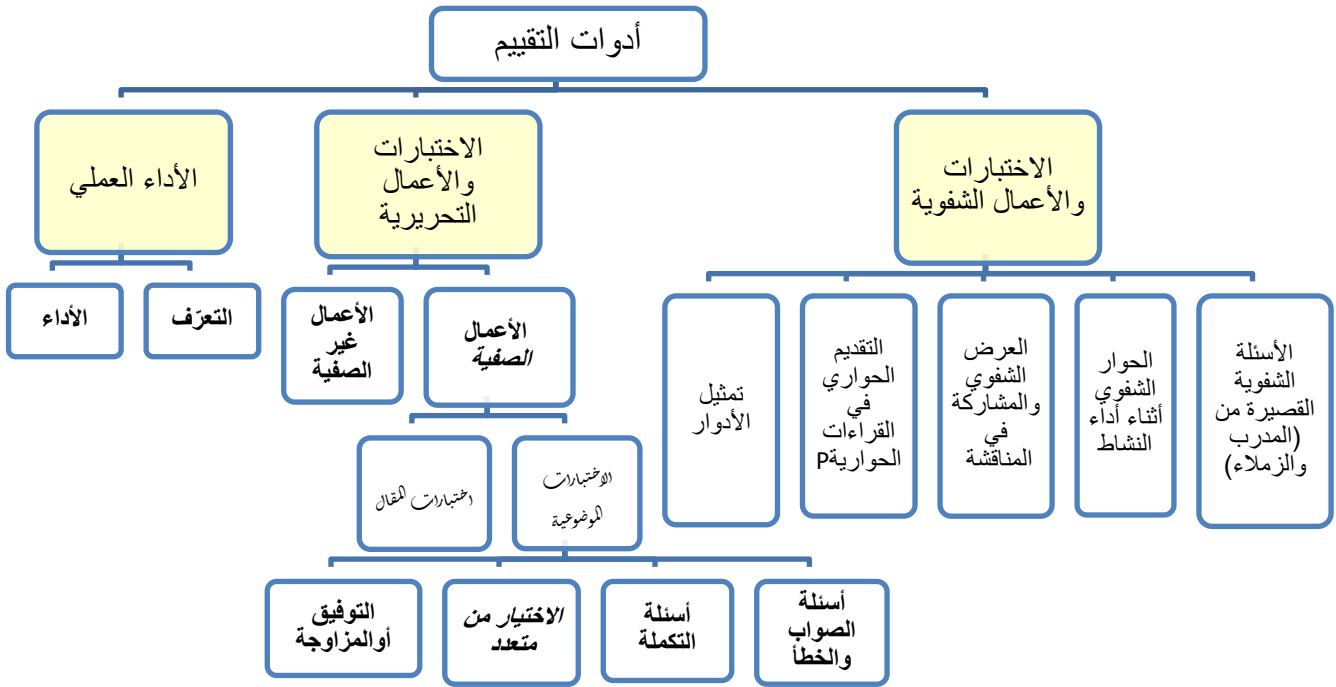 أدوات التقييم
الاختبارات
والأعمال الشفوية
الاختبارات
والأعمال
التحريرية
الأداء العملي
الأسئلة
الشفوية
القصيرة من
(المدرب
والزملاء)
الحوار
الشفوي
أثناء أداء
النشاط
العرض
الشفوي
والمشاركة
في
المناقشة
التقديم
الحواري
في
القراءات
الحواريةP
تمثيل
الأدوار
الأعمال
الصفية
الأعمال
غير
الصفية
التعرّف
الأداء
الاختبارات
الموضوعية
اختبارات المقال
أسئلة
الصواب
والخطأ
أسئلة
التكملة
الاختيار من
متعدد
التوفيق
أوالمزاوجة